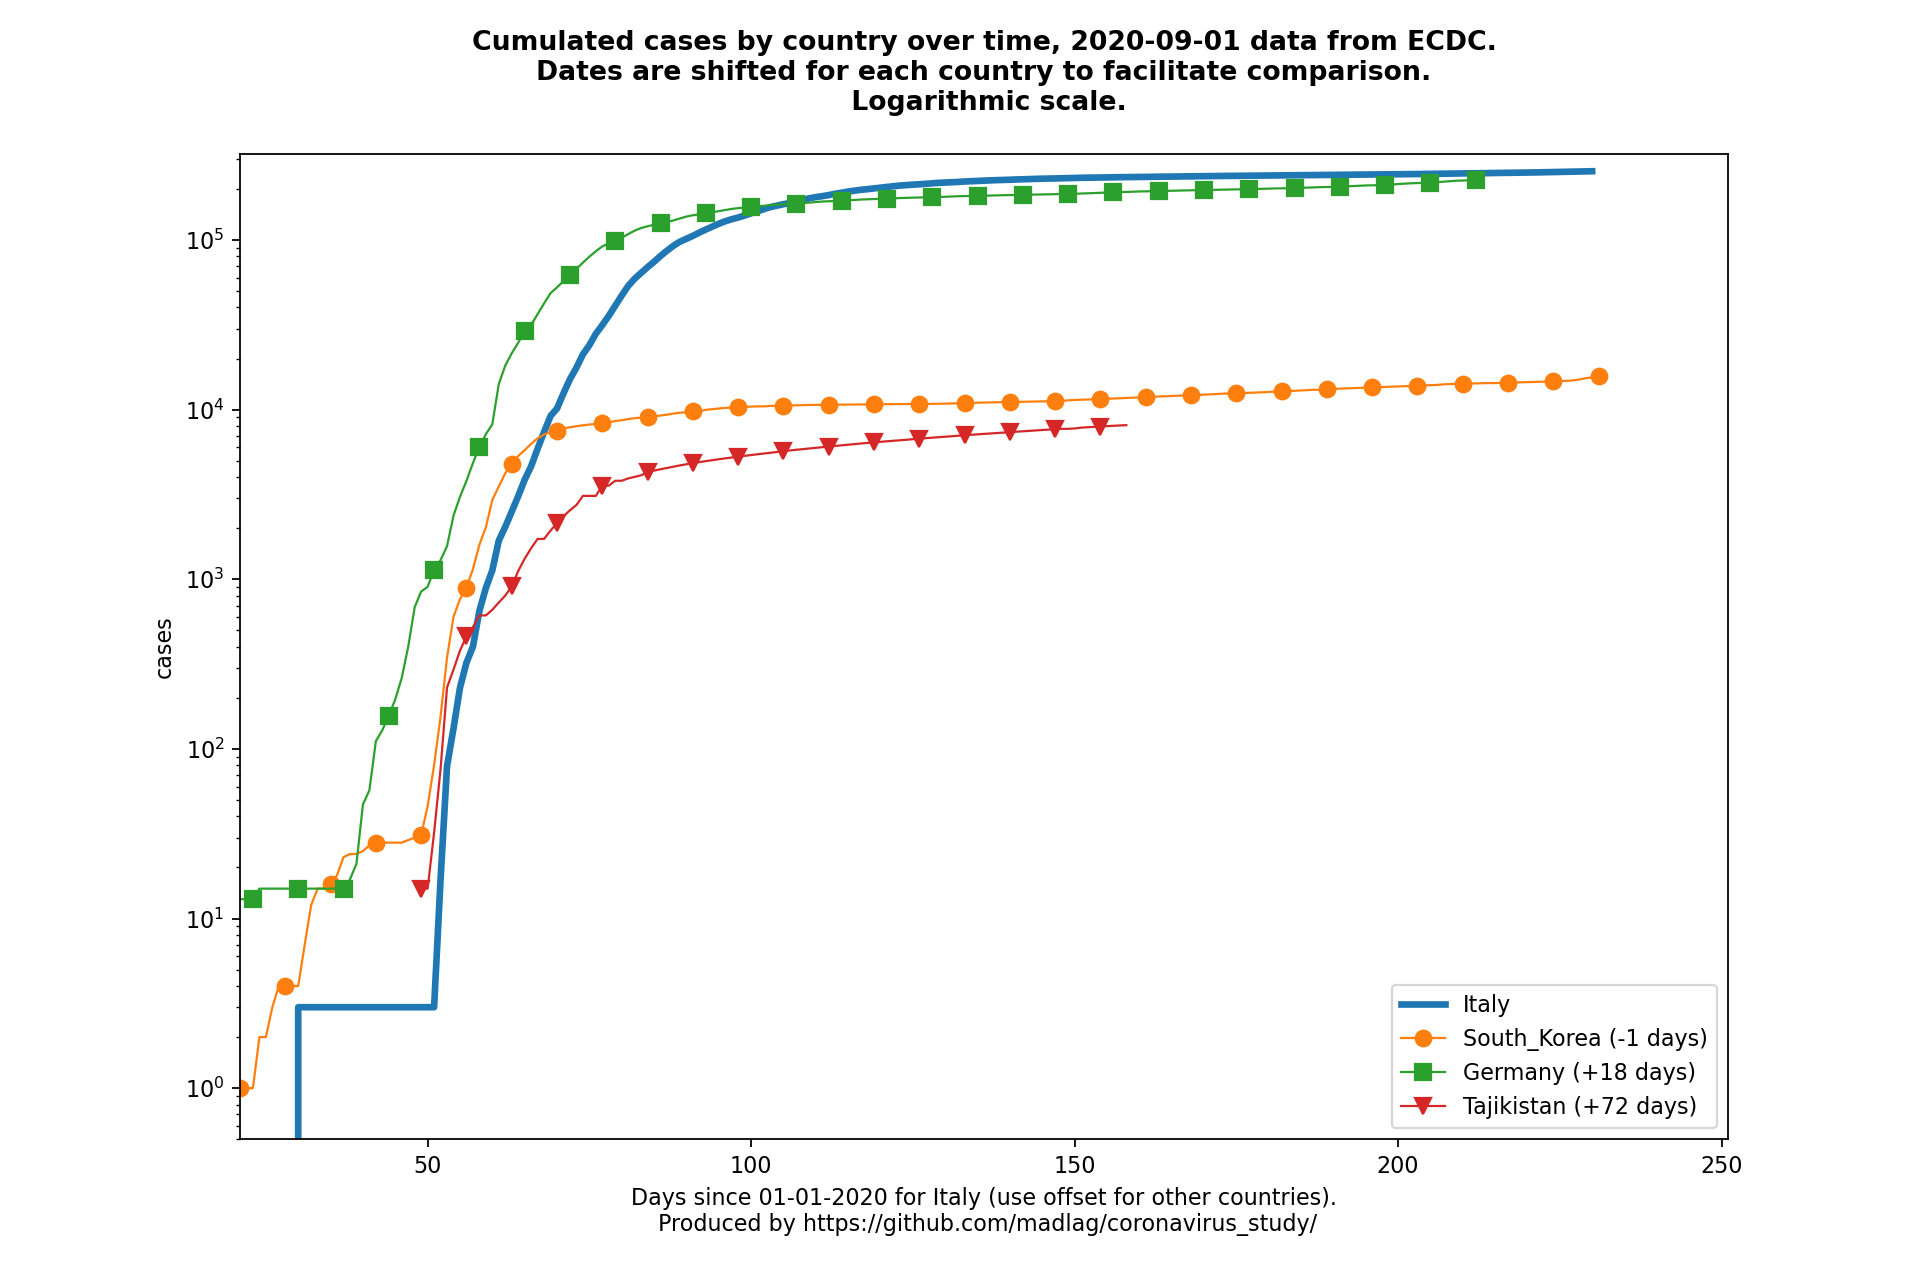 Cumulated cases by country over time, 2020-09-01 data from ECDC.
Dates are shifted for each country to facilitate comparison.
Logarithmic scale.
10^5
10^4
10^3
10^2
10^1
10^0
cases
50
100
150
200
250
Italy
South_Korea (-1 days)
Germany (+18 days)
Tajikistan (+72 days)
Days since 01-01-2020 for Italy (use offset for other countries).
Produced by https://github.com/madlag/coronavirus_study/